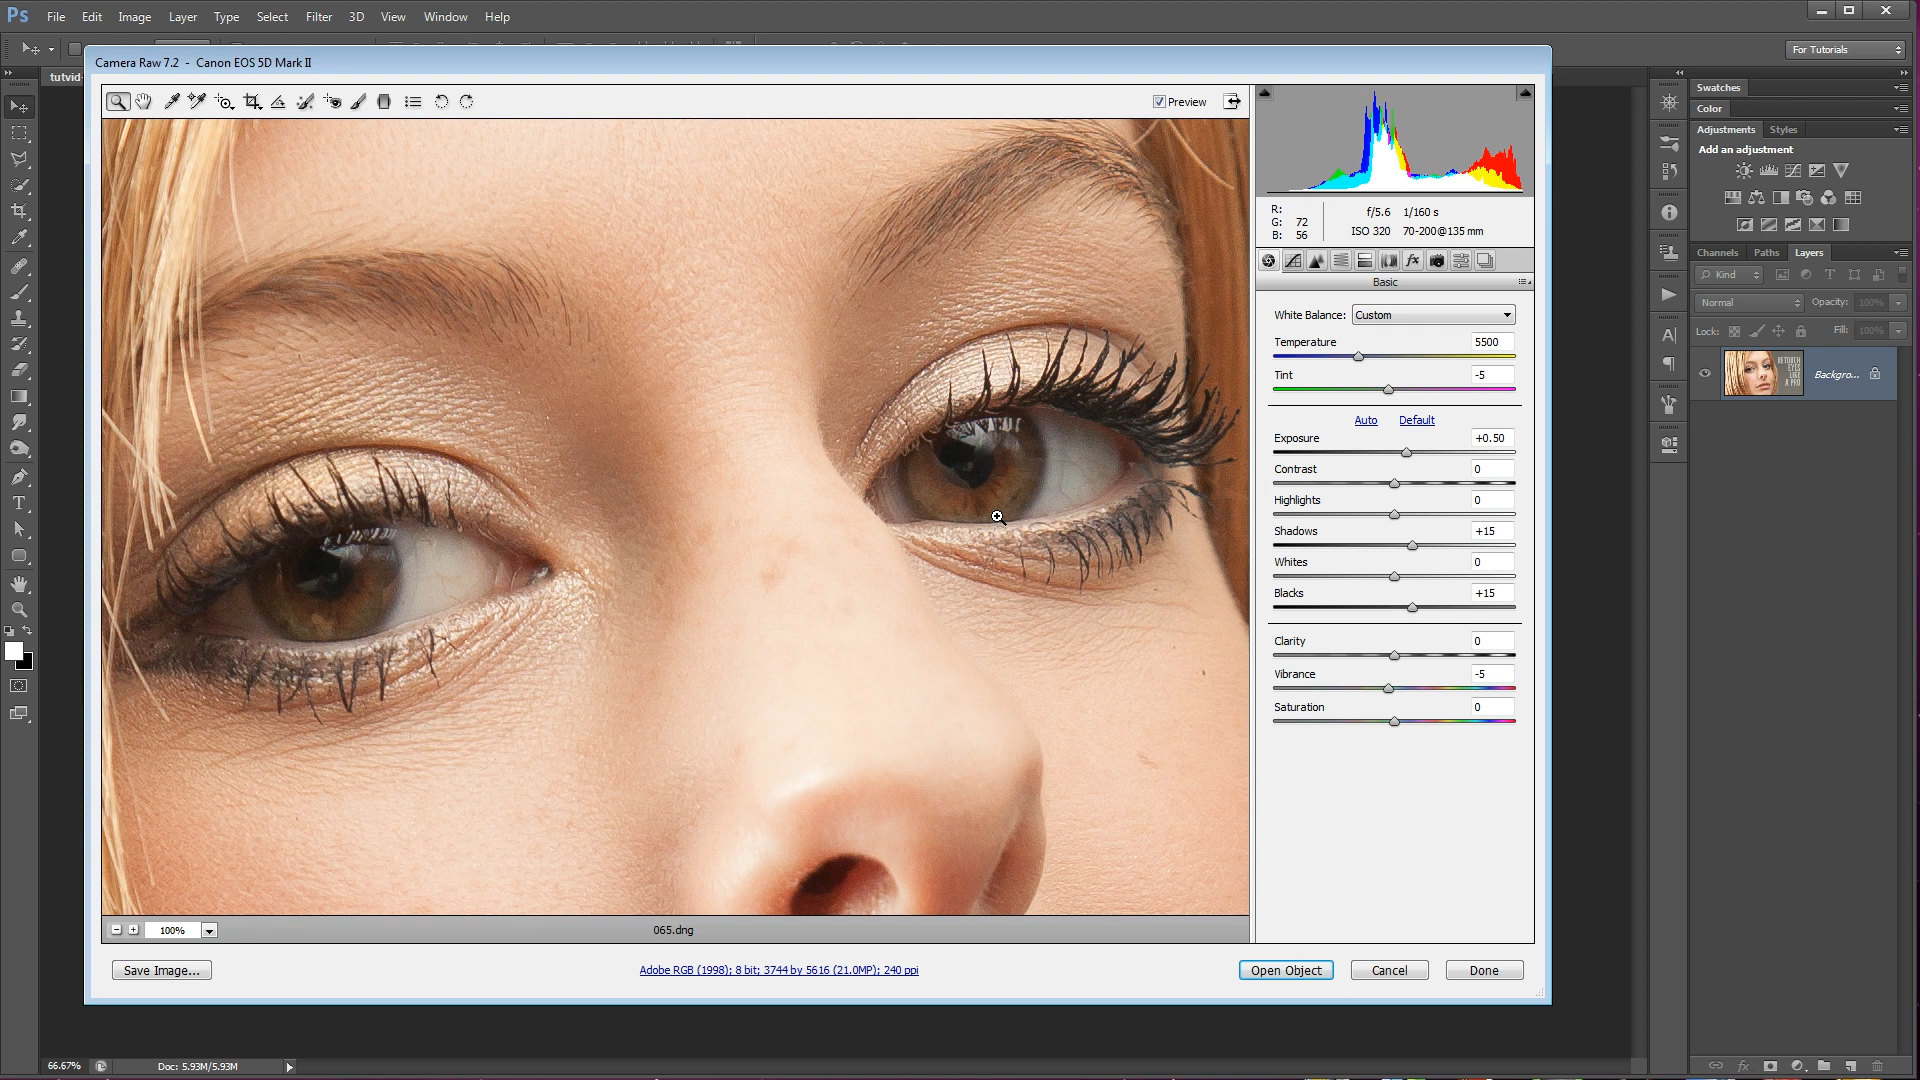 Ps File Edit Image Layer Type Select Filter 3D View Window Help
For Tutorials
Camera Raw 7.2 - Canon EOS 5D Mark II
tutvid
Preview
R:
G: 72
B: 56
f/5.6 1/160 s
ISO 320 70-200@135 mm
Basic
White Balance: Custom
Temperature 5500
Tint -5
Auto Default
Exposure +0.50
Contrast 0
Highlights 0
Shadows +15
Whites 0
Blacks +15
Clarity 0
Vibrance -5
Saturation 0
100%
065.dng
Save Image...
Adobe RGB (1998); 8 bit; 3744 by 5616 (21.0MP); 240 ppi
Open Object Cancel Done
66.67% Doc: 5.93M/5.93M
Swatches
Color
Adjustments Styles
Add an adjustment
Channels Paths Layers
Kind
Normal Opacity: 100%
Lock: Fill: 100%
RETOUCH
EYES
LIKE
A PRO
Backgro...